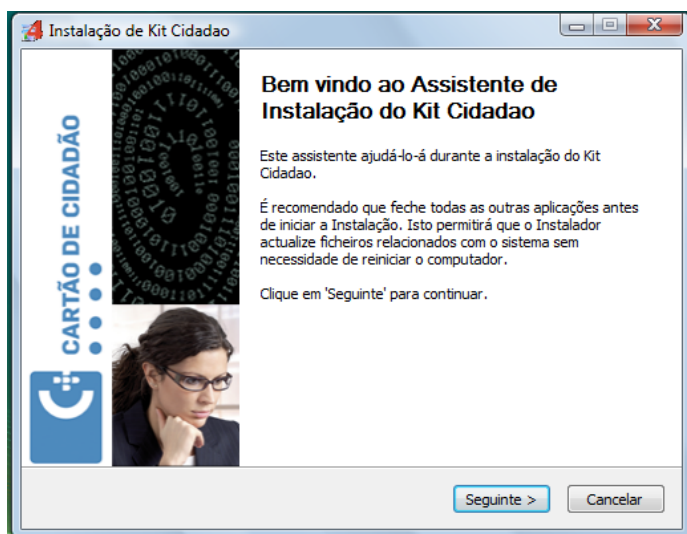 Instalação de Kit Cidadao
CARTÃO DE CIDADÃO
Bem vindo ao Assistente de
Instalação do Kit Cidadao
Este assistente ajudá-lo-á durante a instalação do Kit
Cidadao.
É recomendado que feche todas as outras aplicações antes
de iniciar a Instalação. Isto permitirá que o Instalador
actualize ficheiros relacionados com o sistema sem
necessidade de reiniciar o computador.
Clique em 'Seguinte' para continuar.
Seguinte >
Cancelar